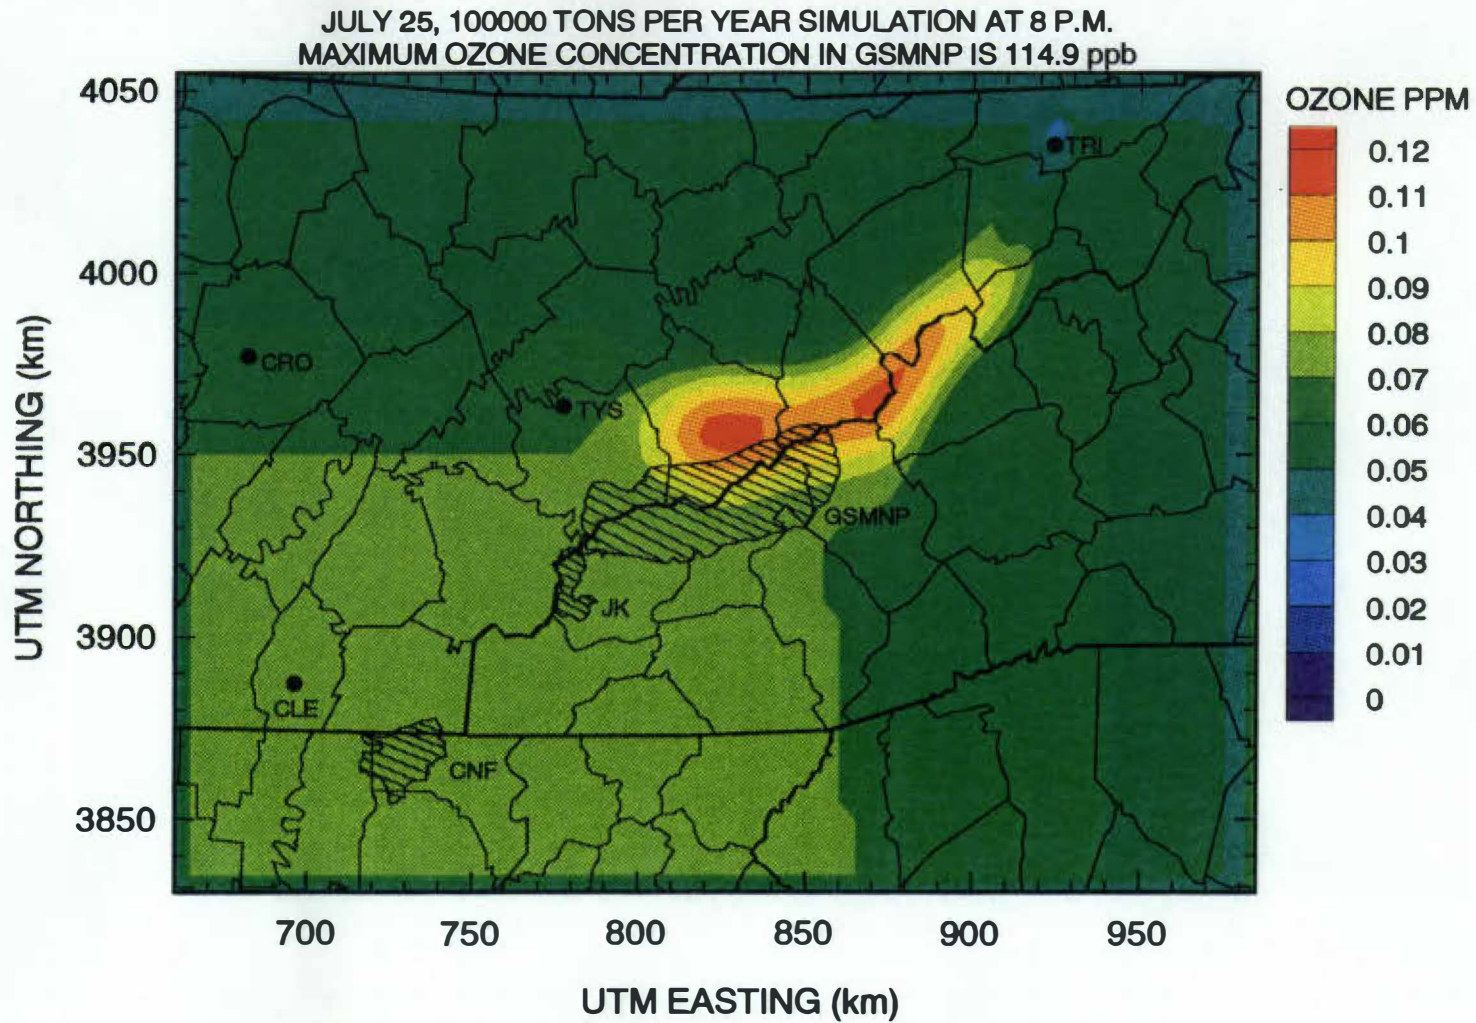 JULY 25, 100000 TONS PER YEAR SIMULATION AT 8 P.M.
MAXIMUM OZONE CONCENTRATION IN GSMNP IS 114.9 ppb
OZONE PPM
0.12
0.11
0.1
0.09
0.08
0.07
0.06
0.05
0.04
0.03
0.02
0.01
0
UTM NORTHING (km)
4050
4000
3950
3900
3850
TRI
CRO
TYS
GSMNP
JK
CLE
CNF
700
750
800
850
900
950
UTM EASTING (km)